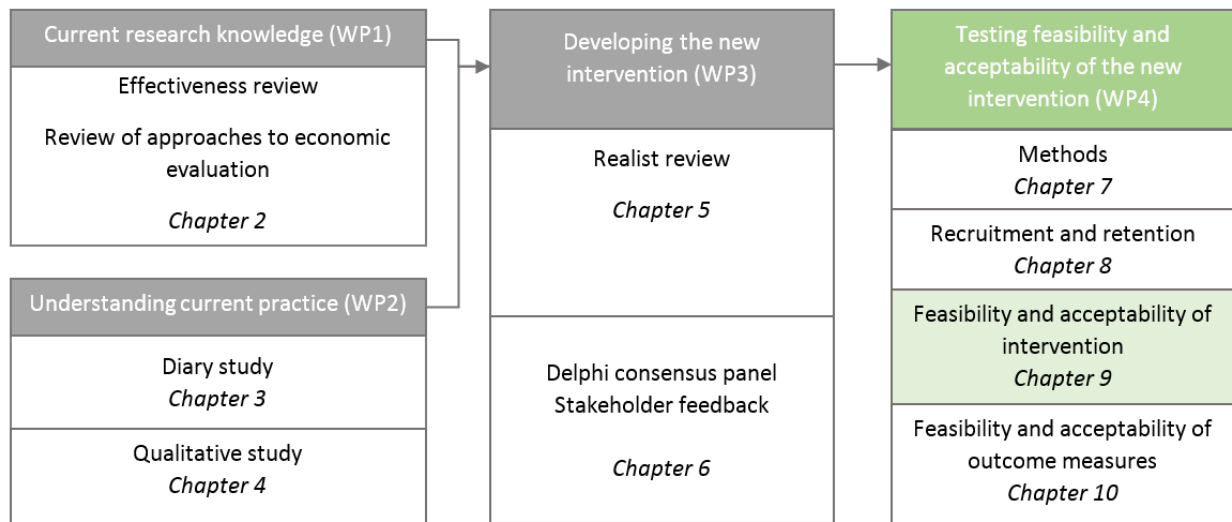 Current research knowledge (WP1)
Effectiveness review
Review of approaches to economic
evaluation
Chapter 2
Understanding current practice (WP2)
Diary study
Chapter 3
Qualitative study
Chapter 4
Developing the new
intervention (WP3)
Realist review
Chapter 5
Delphi consensus panel
Stakeholder feedback
Chapter 6
Testing feasibility and
acceptability of the new
intervention (WP4)
Methods
Chapter 7
Recruitment and retention
Chapter 8
Feasibility and acceptability of
intervention
Chapter 9
Feasibility and acceptability of
outcome measures
Chapter 10